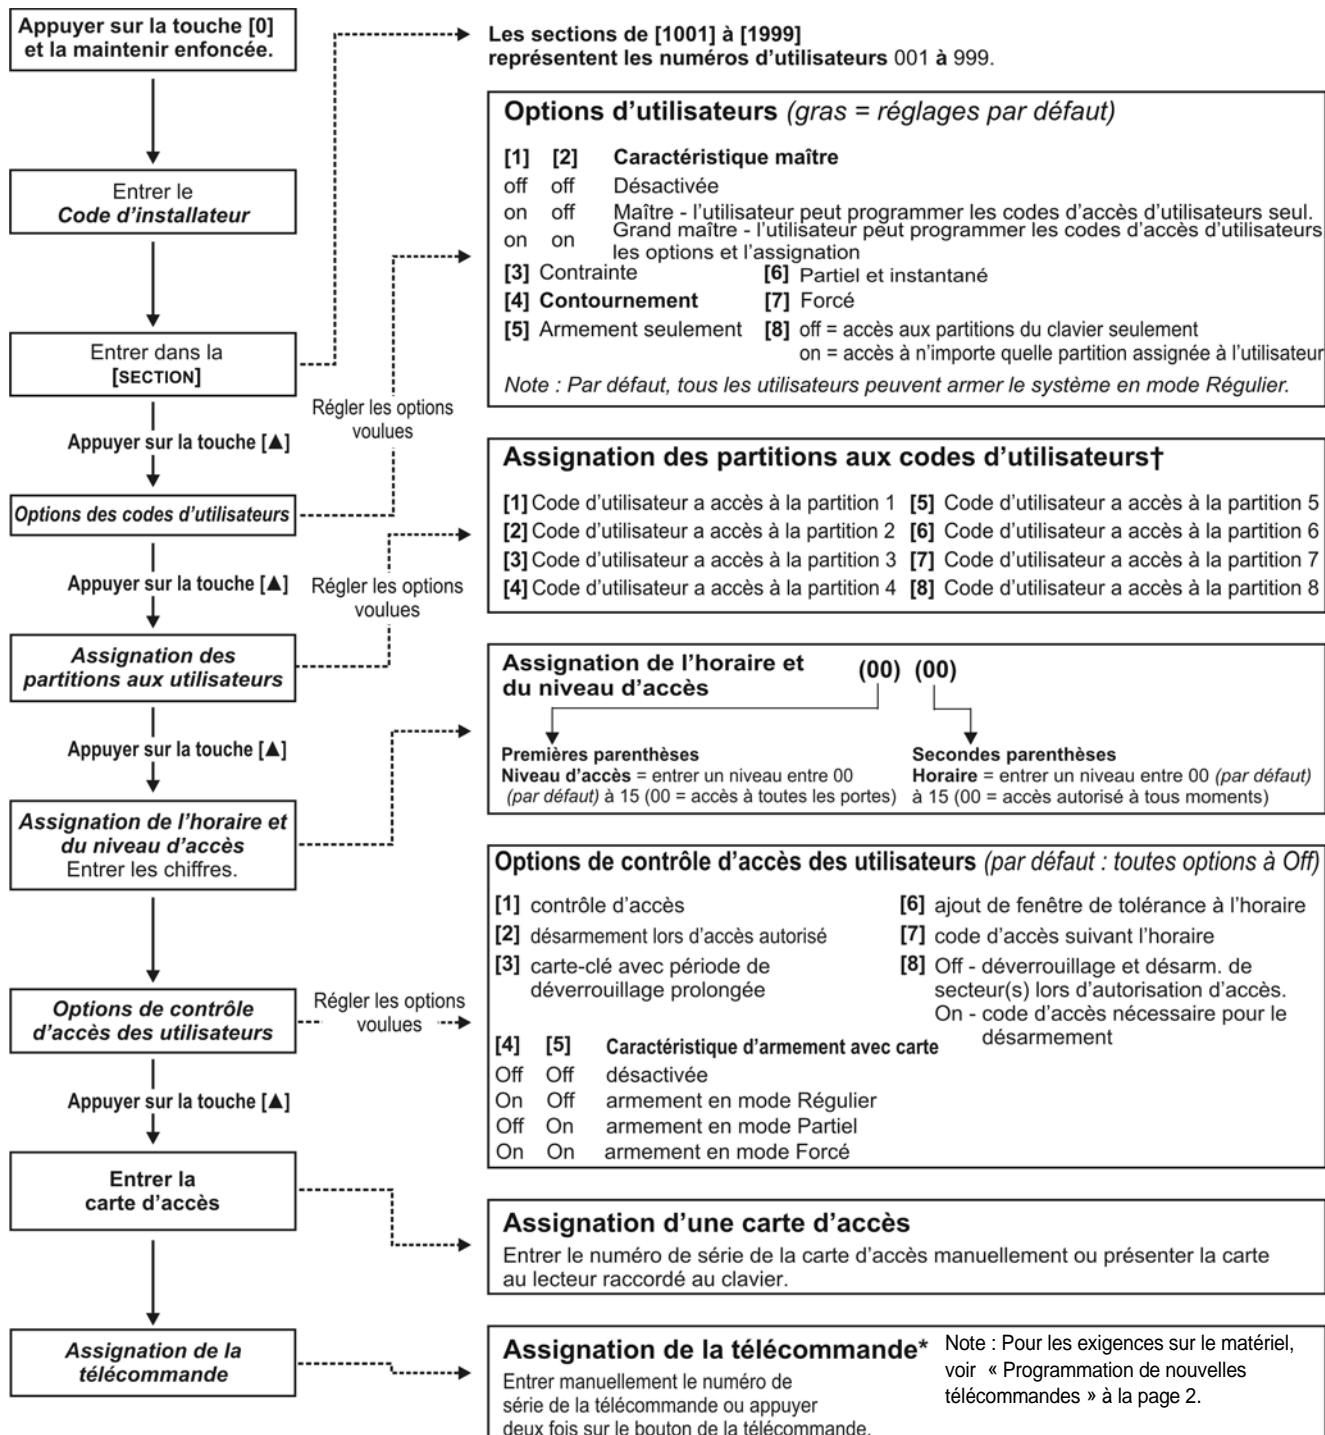 Appuyer sur la touche [0]
et la maintenir enfoncée.
Entrer le
Code d'installateur
Entrer dans la
[SECTION]
Appuyer sur la touche [▲]
Options des codes d'utilisateurs
Appuyer sur la touche [▲]
Assignation des
partitions aux utilisateurs
Appuyer sur la touche [▲]
Assignation de l'horaire et
du niveau d'accès
Entrer les chiffres.
Options de contrôle
d'accès des utilisateurs
Appuyer sur la touche [▲]
Entrer la
carte d'accès
Assignation de la
télécommande
Régler les options
voulues
Régler les options
voulues
Régler les options
voulues
Les sections de [1001] à [1999]
représentent les numéros d'utilisateurs 001 à 999.
Options d'utilisateurs (gras = réglages par défaut)
[1] [2] Caractéristique maître
off off Désactivée
on off Maître - l'utilisateur peut programmer les codes d'accès d'utilisateurs seul.
on on Grand maître - l'utilisateur peut programmer les codes d'accès d'utilisateurs
les options et l'assignation
[3] Contrainte [6] Partiel et instantané
[4] Contournement [7] Forcé
[5] Armement seulement [8] off = accès aux partitions du clavier seulement
on = accès à n'importe quelle partition assignée à l'utilisateur
Note : Par défaut, tous les utilisateurs peuvent armer le système en mode Régulier.
Assignation des partitions aux codes d'utilisateurs†
[1] Code d'utilisateur a accès à la partition 1 [5] Code d'utilisateur a accès à la partition 5
[2] Code d'utilisateur a accès à la partition 2 [6] Code d'utilisateur a accès à la partition 6
[3] Code d'utilisateur a accès à la partition 3 [7] Code d'utilisateur a accès à la partition 7
[4] Code d'utilisateur a accès à la partition 4 [8] Code d'utilisateur a accès à la partition 8
Assignation de l'horaire et (00) (00)
du niveau d'accès
Premières parenthèses
Niveau d'accès = entrer un niveau entre 00
(par défaut) à 15 (00 = accès à toutes les portes)
Secondes parenthèses
Horaire = entrer un niveau entre 00 (par défaut)
à 15 (00 = accès autorisé à tous moments)
Options de contrôle d'accès des utilisateurs (par défaut : toutes options à Off)
[1] contrôle d'accès
[2] désarmement lors d'accès autorisé
[3] carte-clé avec période de
déverrouillage prolongée
[6] ajout de fenêtre de tolérance à l'horaire
[7] code d'accès suivant l'horaire
[8] Off - déverrouillage et désarm. de
secteur(s) lors d'autorisation d'accès.
On - code d'accès nécessaire pour le
désarmement
[4] [5] Caractéristique d'armement avec carte
Off Off désactivée
On Off armement en mode Régulier
Off On armement en mode Partiel
On On armement en mode Forcé
Assignation d'une carte d'accès
Entrer le numéro de série de la carte d'accès manuellement ou présenter la carte
au lecteur raccordé au clavier.
Assignation de la télécommande*
Entrer manuellement le numéro de
série de la télécommande ou appuyer
deux fois sur le bouton de la télécommande.
Note : Pour les exigences sur le matériel,
voir « Programmation de nouvelles
télécommandes » à la page 2.